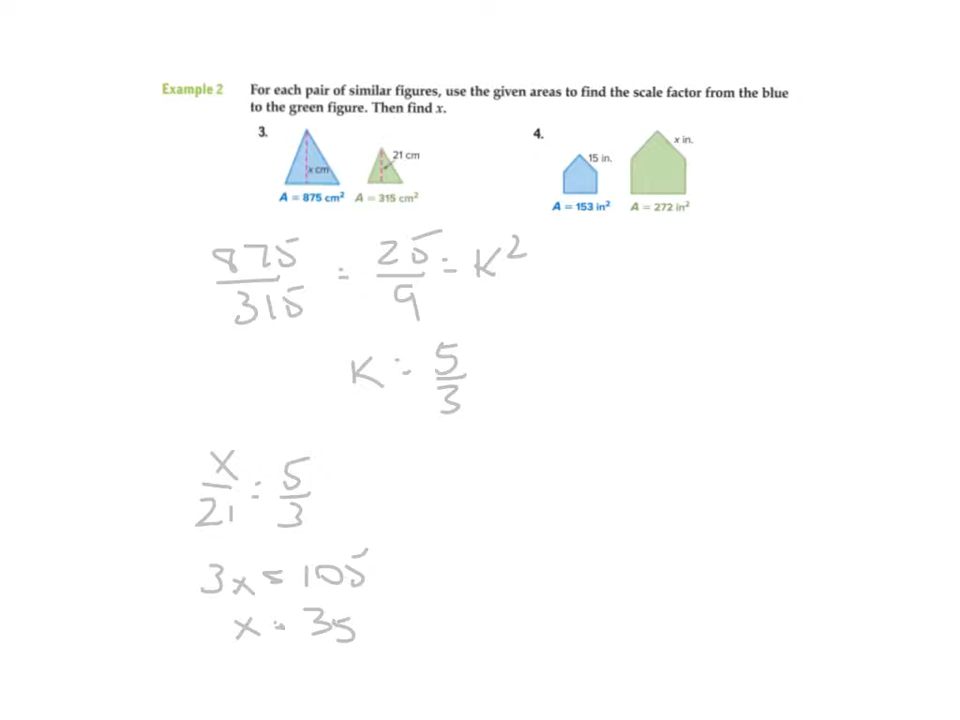 Example 2 For each pair of similar figures, use the given areas to find the scale factor from the blue
to the green figure. Then find x.
3.
x cm
21 cm
A = 875 cm²
A = 315 cm²
4.
15 in.
x in.
A = 153 in²
A = 272 in²
875/315 = 25/9 = K²
K = 5/3
x/21 = 5/3
3x = 105
x = 35